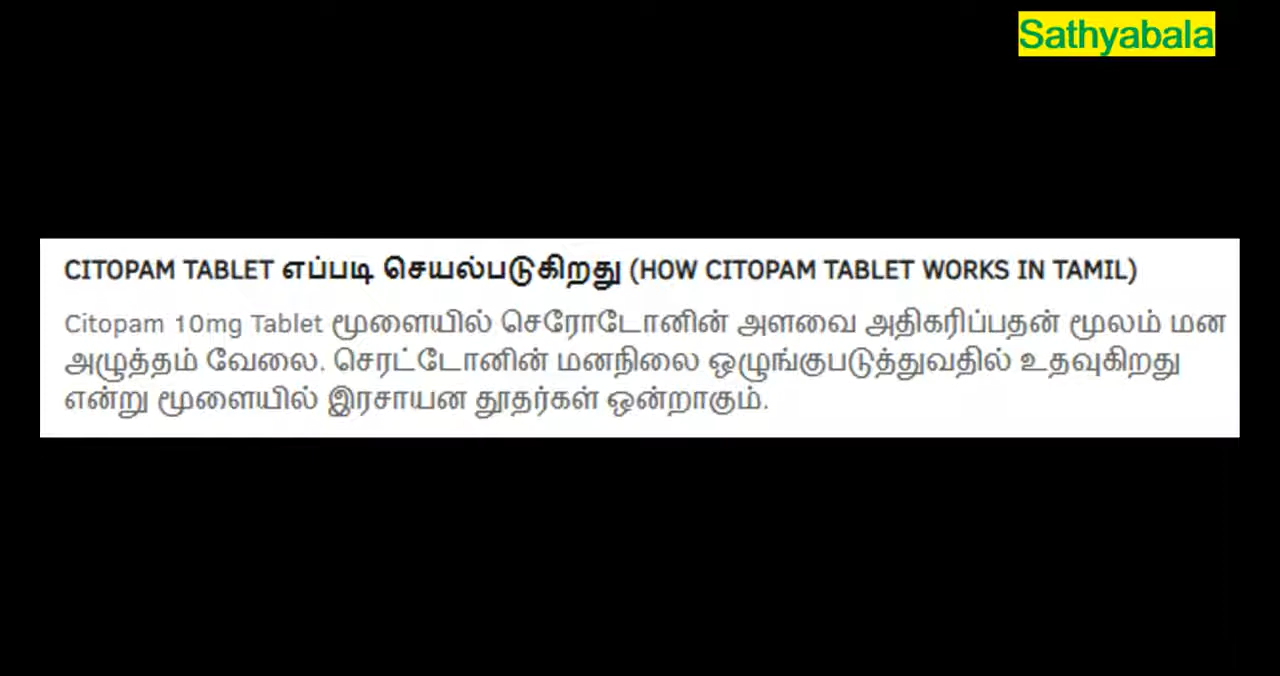 Sathyabala
CITOPAM TABLET எப்படி செயல்படுகிறது (HOW CITOPAM TABLET WORKS IN TAMIL)
Citopam 10mg Tablet மூளையில் செரோடோனின் அளவை அதிகரிப்பதன் மூலம் மன
அழுத்தம் வேலை. செரட்டோனின் மனநிலை ஒழுங்குபடுத்துவதில் உதவுகிறது
என்று மூளையில் இரசாயன தூதர்கள் ஒன்றாகும்.